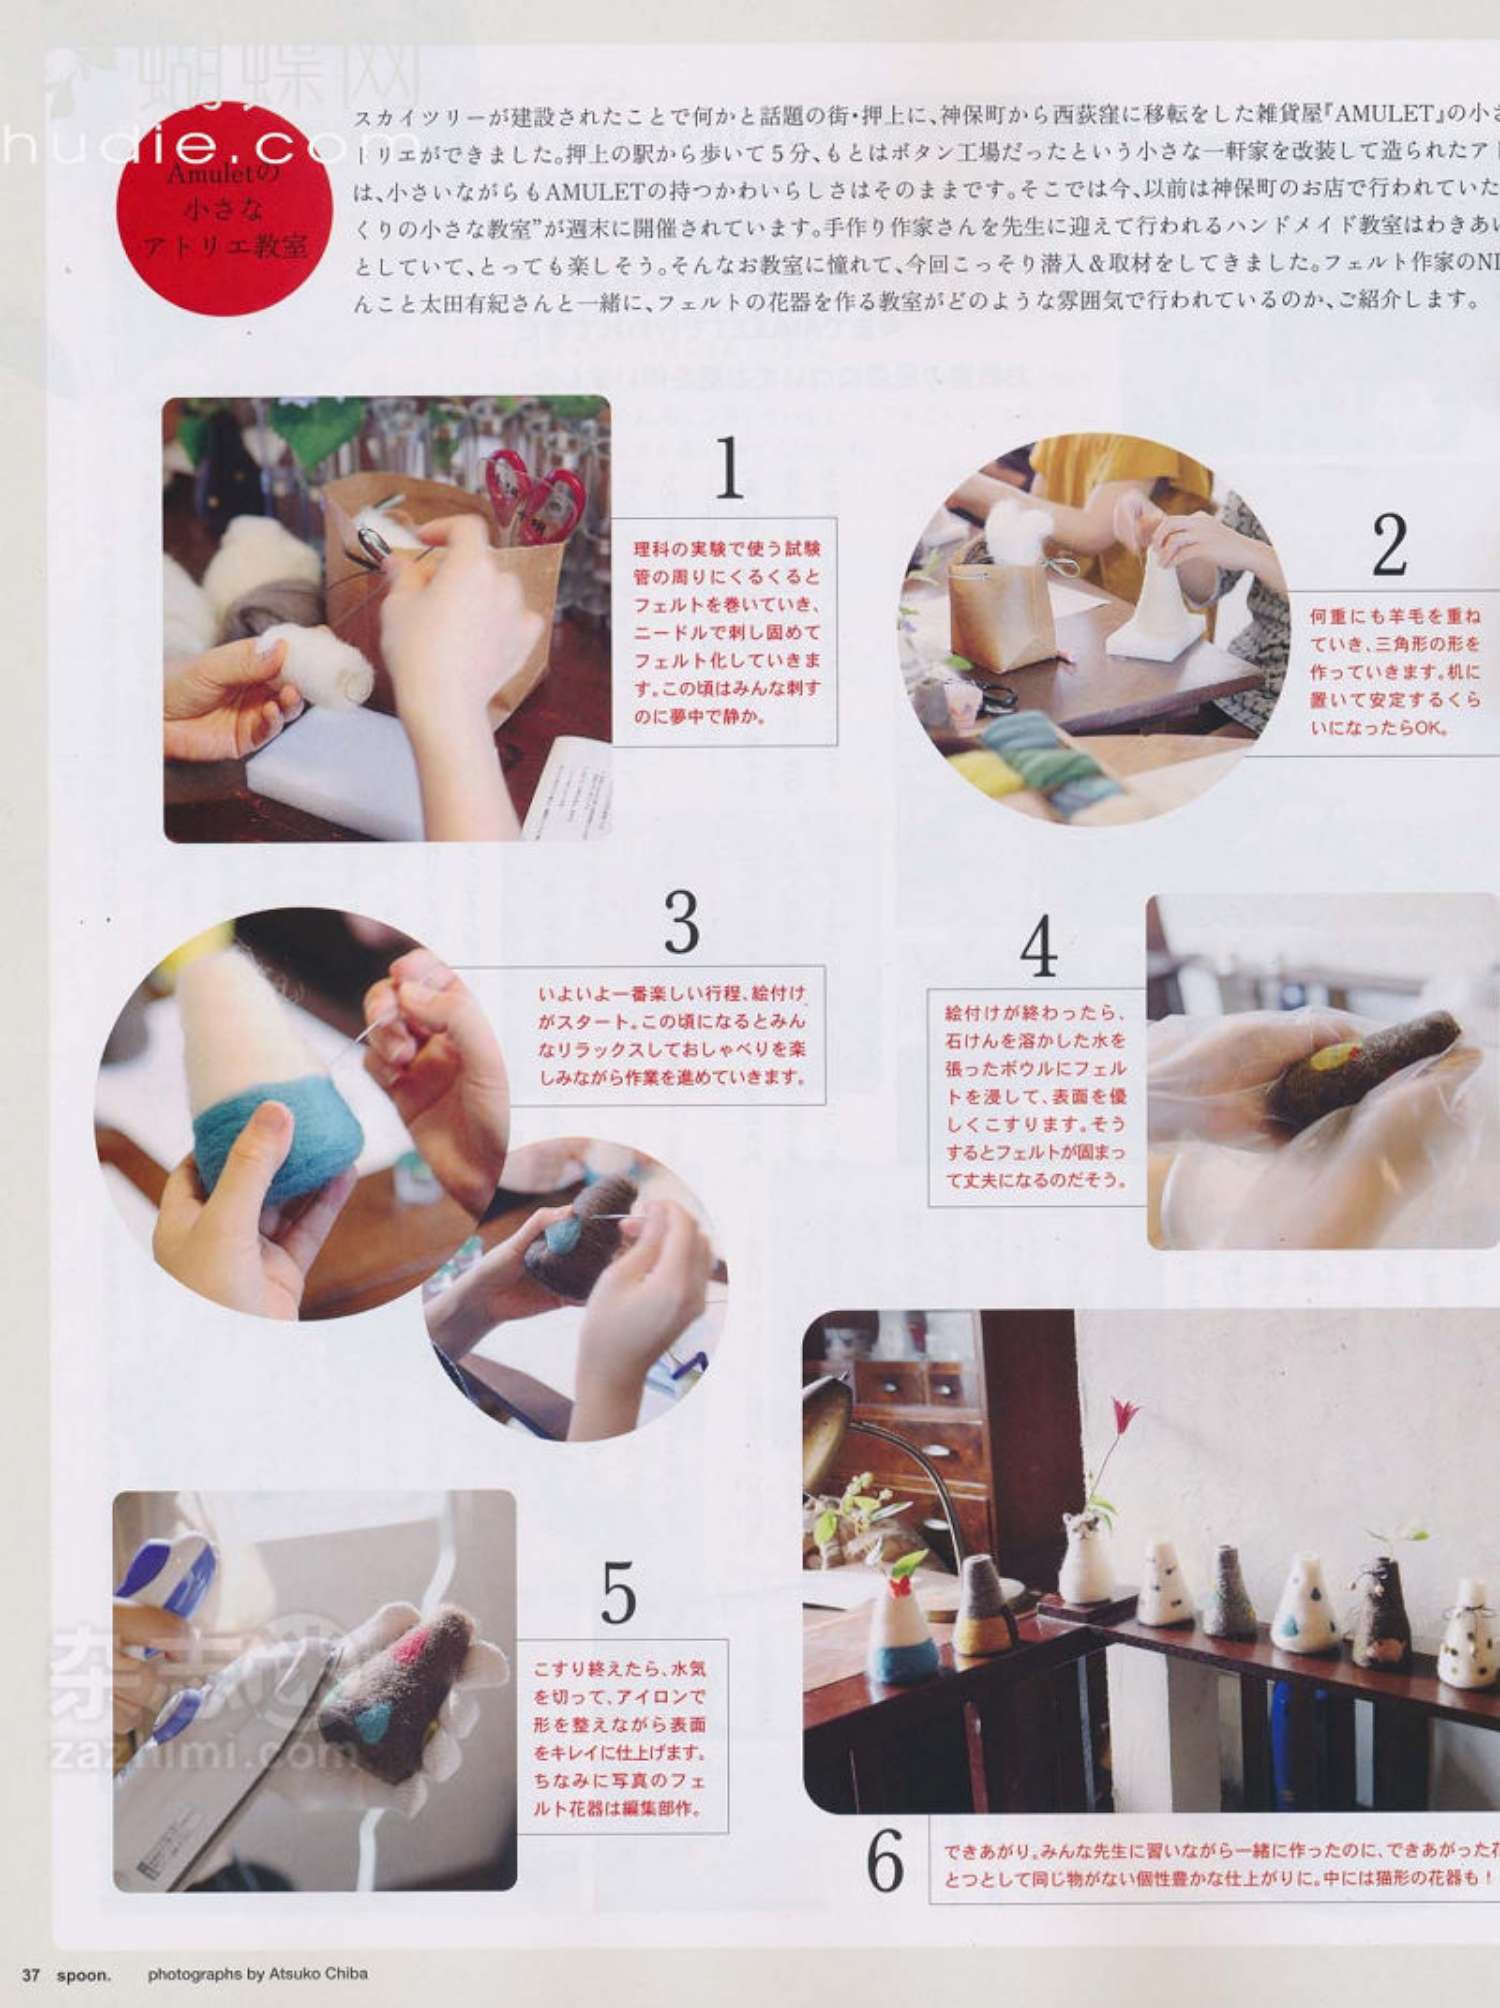 蝴蝶网
hudie.co
Amuletの
小さな
アトリエ教室
スカイツリーが建設されたことで何かと話題の街・押上に、神保町から西荻窪に移転をした雑貨屋『AMULET』の小さ
トリエができました。押上の駅から歩いて5分、もとはボタン工場だったという小さな一軒家を改装して造られたアト
は、小さいながらもAMULETの持つかわいらしさはそのままです。そこでは今、以前は神保町のお店で行われていた
くりの小さな教室”が週末に開催されています。手作り作家さんを先生に迎えて行われるハンドメイド教室はわきあい
としていて、とっても楽しそう。そんなお教室に憧れて、今回こっそり潜入＆取材をしてきました。フェルト作家のNI
んこと太田有紀さんと一緒に、フェルトの花器を作る教室がどのような雰囲気で行われているのか、ご紹介します。
1
理科の実験で使う試験
管の周りにくるくると
フェルトを巻いていき、
ニードルで刺し固めて
フェルト化していきま
す。この頃はみんな刺す
のに夢中で静か。
2
何重にも羊毛を重ね
ていき、三角形の形を
作っていきます。机に
置いて安定するくら
いになったらOK。
3
いよいよ一番楽しい行程、絵付け
がスタート。この頃になるとみん
なリラックスしておしゃべりを楽
しみながら作業を進めていきます。
4
絵付けが終わったら、
石けんを溶かした水を
張ったボウルにフェル
トを浸して、表面を優
しくこすります。そう
するとフェルトが固まっ
て丈夫になるのだそう。
5
こすり終えたら、水気
を切って、アイロンで
形を整えながら表面
をキレイに仕上げます。
ちなみに写真のフェ
ルト花器は編集部作。
杂志迷
zazhimi.com
6
できあがり。みんな先生に習いながら一緒に作ったのに、できあがった花
とつとして同じ物がない個性豊かな仕上がりに。中には猫形の花器も！
37 spoon. photographs by Atsuko Chiba